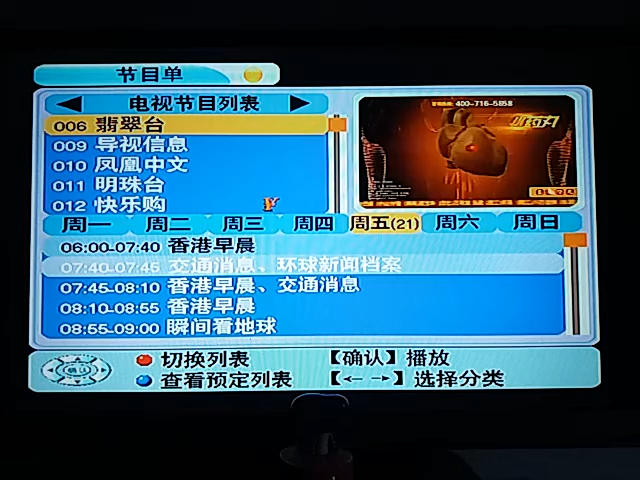 节目单
电视节目列表
006 翡翠台
009 导视信息
010 凤凰中文
011 明珠台
012 快乐购
400-716-5858
周一 周二 周三 周四 周五(21) 周六 周日
06:00-07:40 香港早晨
07:40-07:46 交通消息、环球新闻档案
07:45-08:10 香港早晨、交通消息
08:10-08:55 香港早晨
08:55-09:00 瞬间看地球
确认 切换列表 【确认】播放
查看预定列表 【←→】选择分类